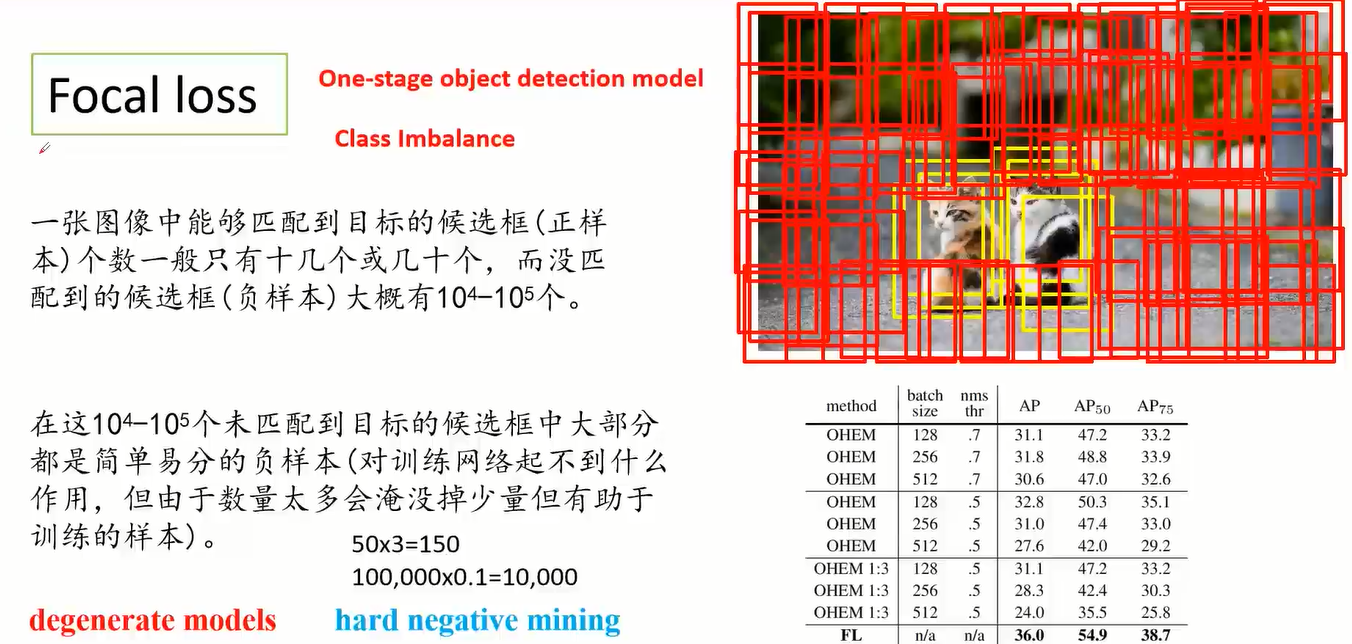 Focal loss
One-stage object detection model
Class Imbalance
一张图像中能够匹配到目标的候选框(正样
本)个数一般只有十几个或几十个，而没匹
配到的候选框(负样本)大概有10⁴–10⁵个。
在这10⁴–10⁵个未匹配到目标的候选框中大部分
都是简单易分的负样本(对训练网络起不到什么
作用，但由于数量太多会淹没掉少量但有助于
训练的样本)。
50x3=150
100,000x0.1=10,000
degenerate models
hard negative mining
method batch size nms thr AP AP₅₀ AP₇₅
OHEM 128 .7 31.1 47.2 33.2
OHEM 256 .7 31.8 48.8 33.9
OHEM 512 .7 30.6 47.0 32.6
OHEM 128 .5 32.8 50.3 35.1
OHEM 256 .5 31.0 47.4 33.0
OHEM 512 .5 27.6 42.0 29.2
OHEM 1:3 128 .5 31.1 47.2 33.2
OHEM 1:3 256 .5 28.3 42.4 30.3
OHEM 1:3 512 .5 24.0 35.5 25.8
FL n/a n/a 36.0 54.9 38.7